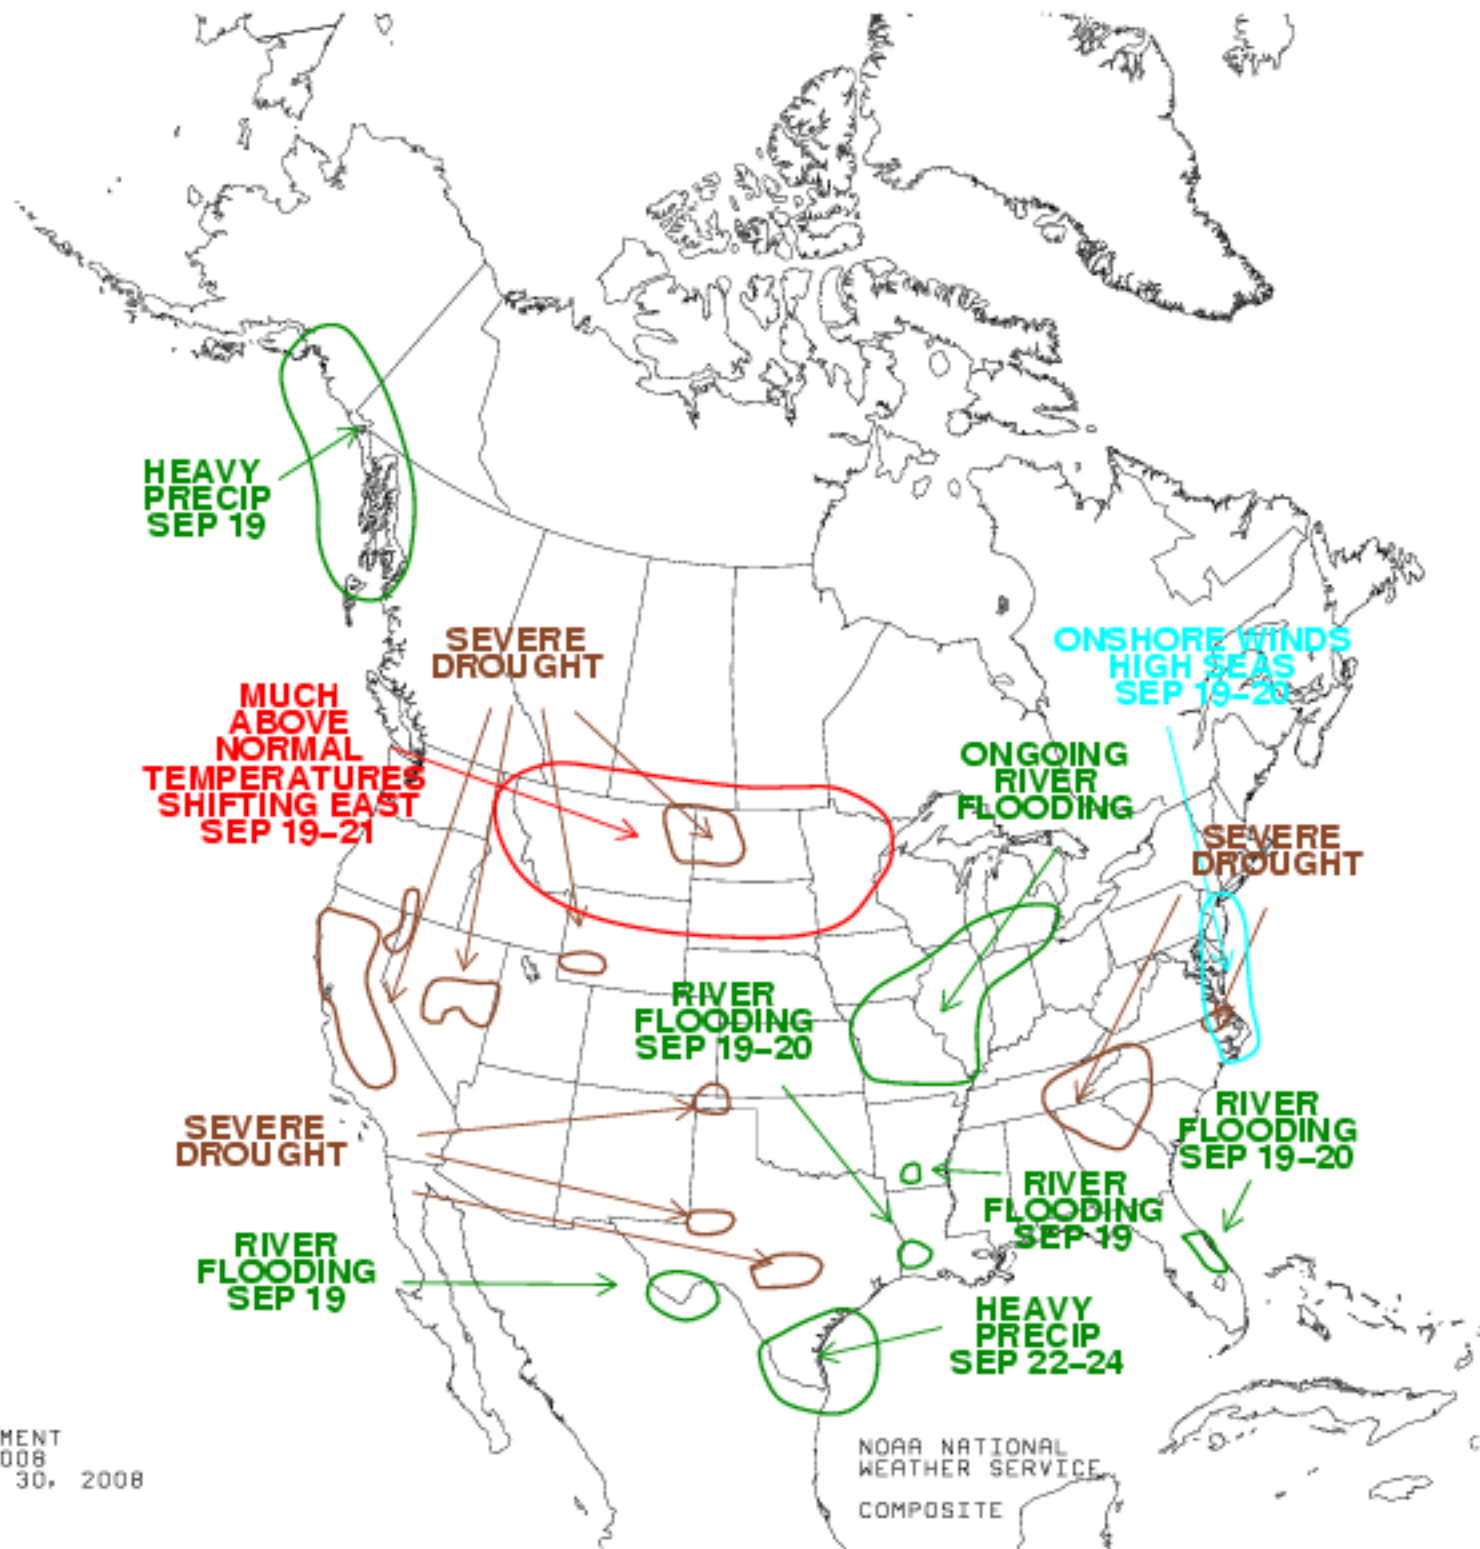 HEAVY
PRECIP
SEP 19
SEVERE
DROUGHT
ONSHORE WINDS
HIGH SEAS
SEP 19-20
MUCH
ABOVE
NORMAL
TEMPERATURES
SHIFTING EAST
SEP 19-21
ONGOING
RIVER
FLOODING
SEVERE
DROUGHT
RIVER
FLOODING
SEP 19-20
SEVERE
DROUGHT
RIVER
FLOODING
SEP 19-20
RIVER
FLOODING
SEP 19
RIVER
FLOODING
SEP 19
HEAVY
PRECIP
SEP 22-24
MENT
008
30, 2008
NOAA NATIONAL
WEATHER SERVICE
COMPOSITE